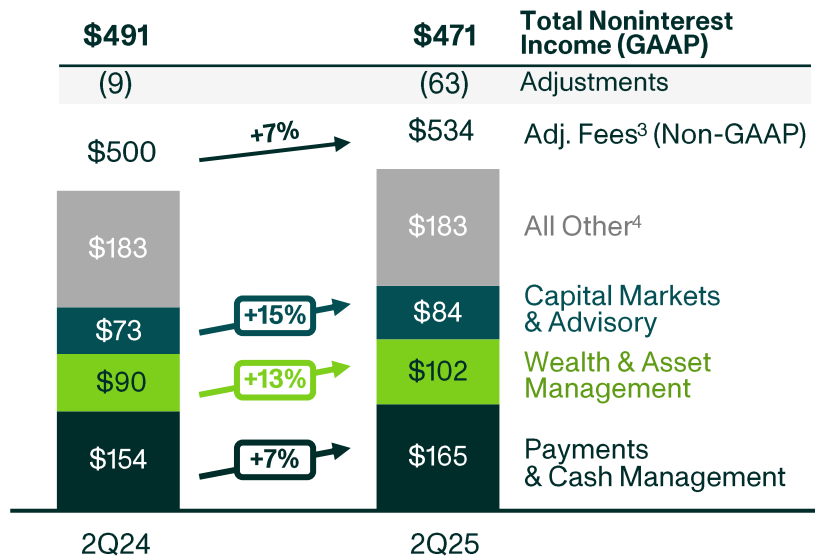 $491 $471 Total Noninterest
Income (GAAP)
(9) (63) Adjustments
$500 +7% $534 Adj. Fees³ (Non-GAAP)
$183 $183 All Other⁴
$73 +15% $84 Capital Markets
& Advisory
$90 +13% $102 Wealth & Asset
Management
$154 +7% $165 Payments
& Cash Management
2Q24 2Q25